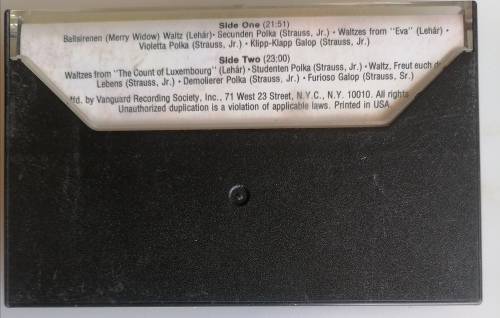 Side One (21:51)
Ballsirenen (Merry Widow) Waltz (Lehár)• Secunden Polka (Strauss, Jr.) • Waltzes from "Eva" (Lehár) •
Violetta Polka (Strauss, Jr.) • Klipp-Klapp Galop (Strauss, Jr.)
Side Two (23:00)
Waltzes from "The Count of Luxembourg" (Lehár) • Studenten Polka (Strauss, Jr.) • Waltz, Freut euch
Lebens (Strauss, Jr.) • Demolierer Polka (Strauss, Jr.) • Furioso Galop (Strauss, Sr.)
by Vanguard Recording Society, Inc., 71 West 23 Street, N.Y.C., N.Y. 10010. All rights
Unauthorized duplication is a violation of applicable laws. Printed in USA